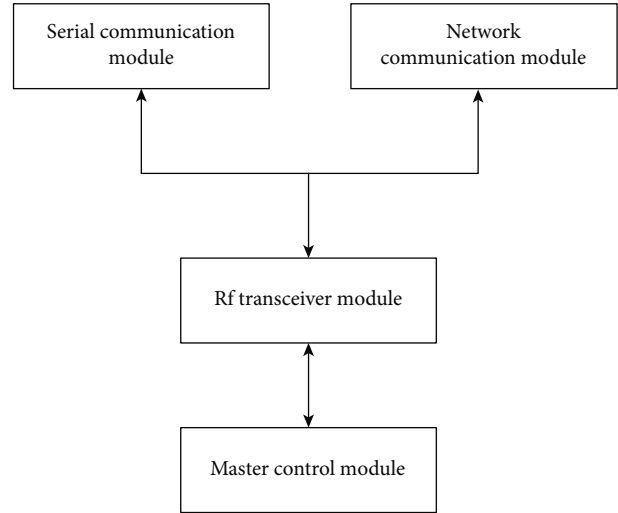 Serial communication
module
Network
communication module
Rf transceiver module
Master control module